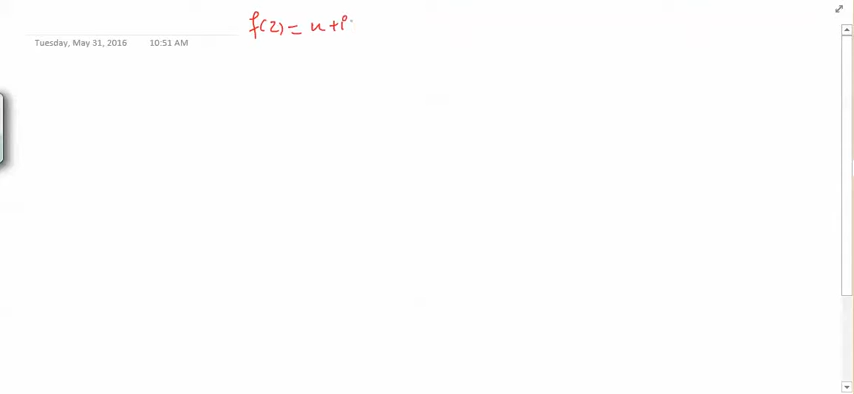 f(z) = u + i
Tuesday, May 31, 2016 10:51 AM